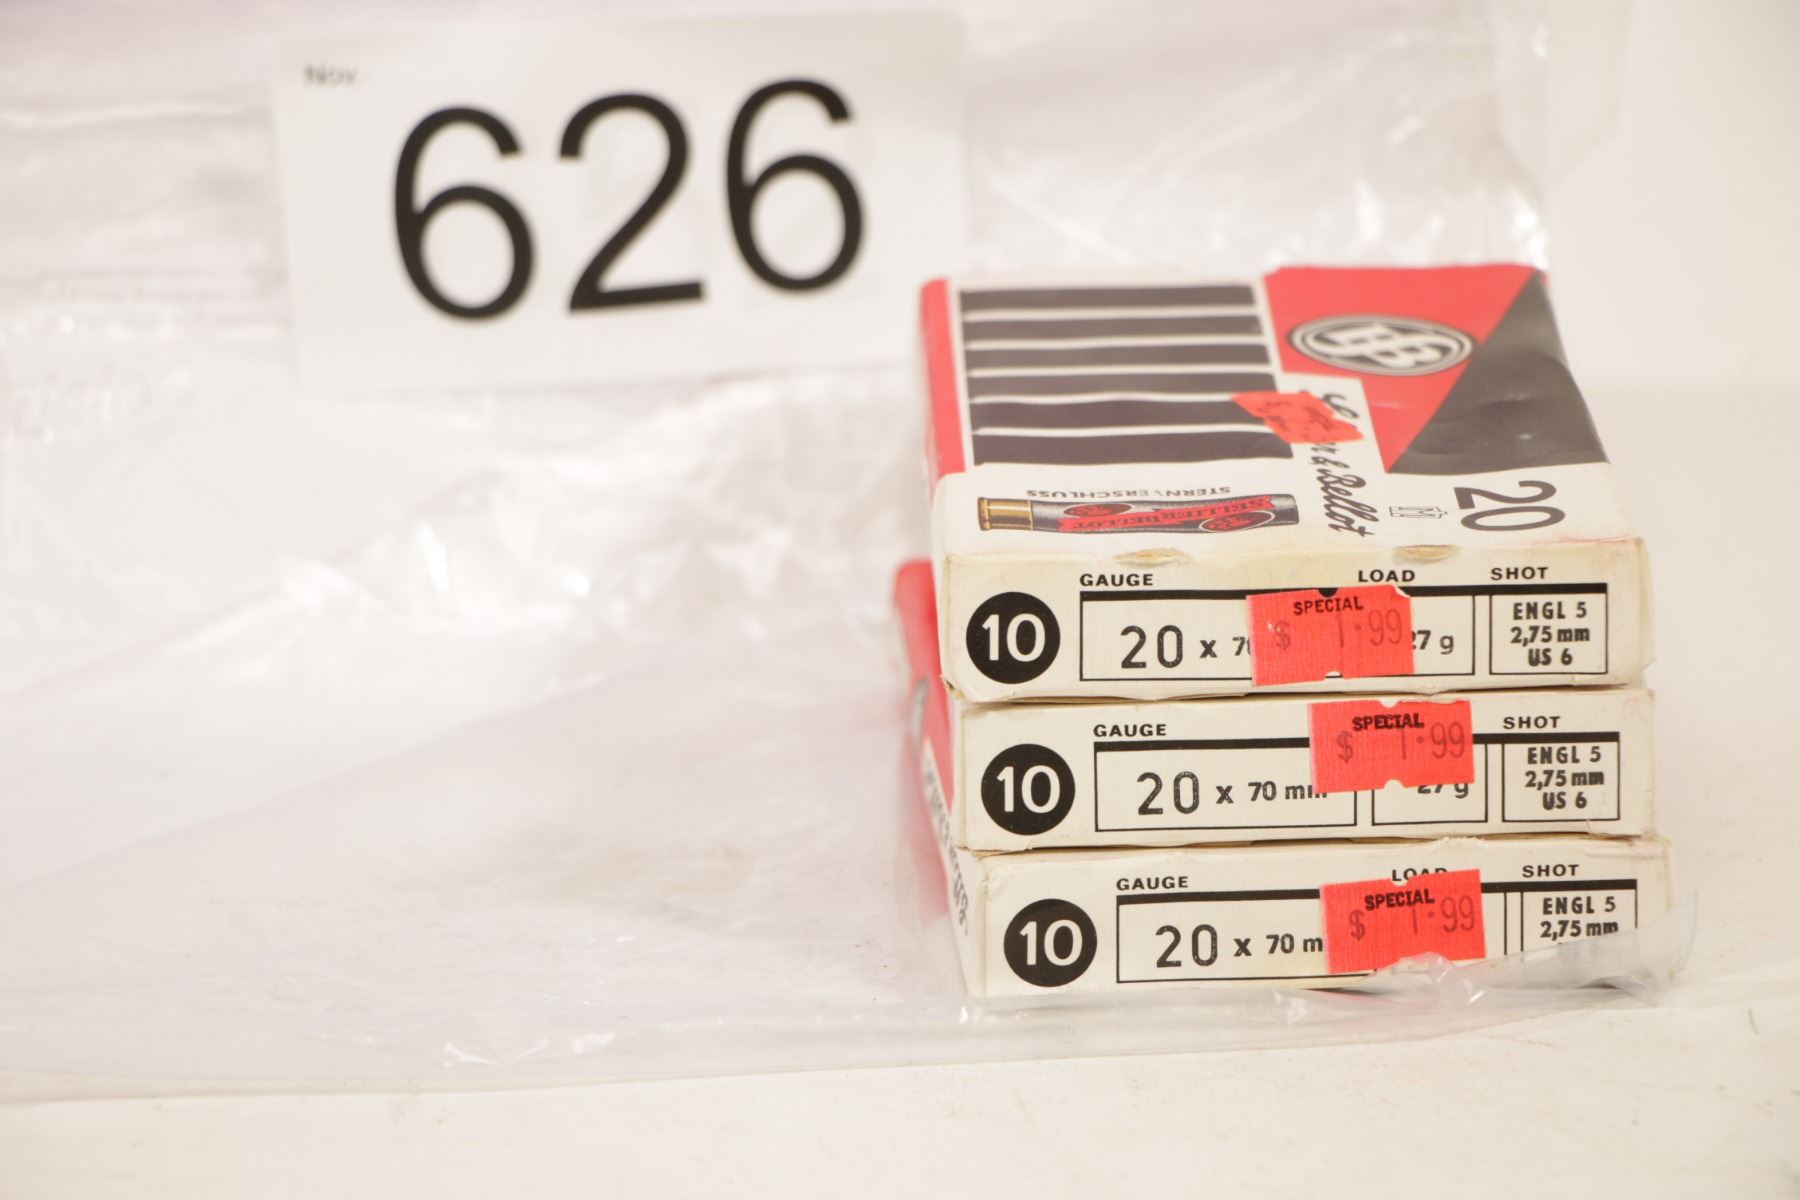 Nov
626
20
STERNVERSCHLUSS
SELLIER BELLOT
& Bellot
GAUGE LOAD SHOT
10
20 x 70
27 g
ENGL 5
2,75 mm
US 6
SPECIAL
$ 1.99
GAUGE SHOT
10
20 x 70 mm
27 g
ENGL 5
2,75 mm
US 6
SPECIAL
$ 1.99
GAUGE LOAD SHOT
10
20 x 70 m
ENGL 5
2,75 mm
SPECIAL
$ 1.99